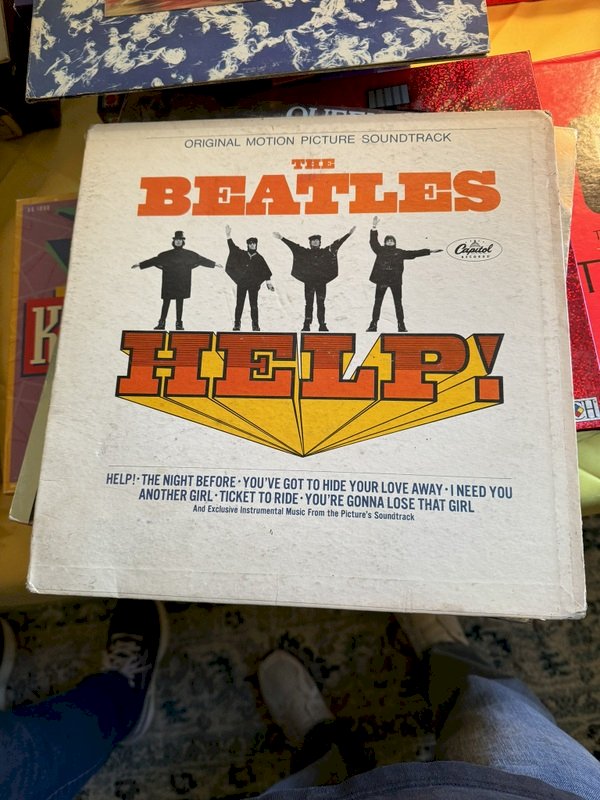 ORIGINAL MOTION PICTURE SOUNDTRACK
THE
BEATLES
Capitol
RECORDS
HELP!
HELP! · THE NIGHT BEFORE · YOU'VE GOT TO HIDE YOUR LOVE AWAY · I NEED YOU
ANOTHER GIRL · TICKET TO RIDE · YOU'RE GONNA LOSE THAT GIRL
And Exclusive Instrumental Music From the Picture's Soundtrack